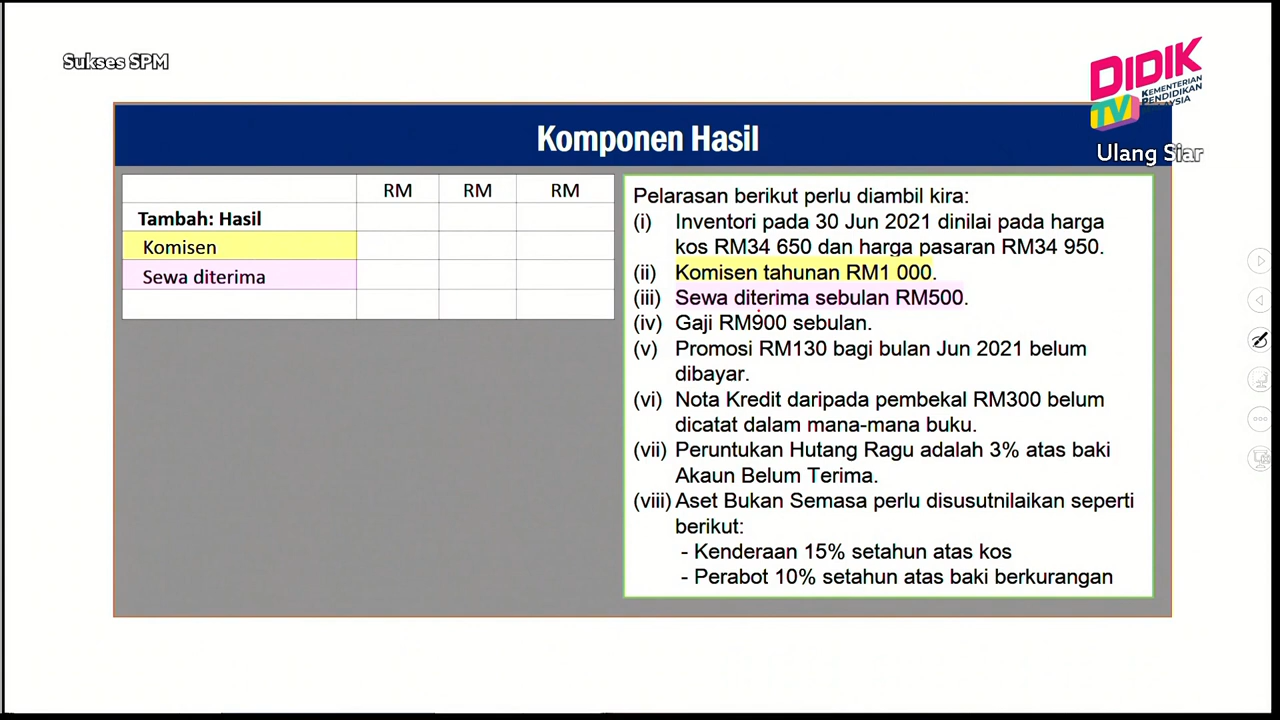 Sukses SPM
DIDIK
TV
KEMENTERIAN
PENDIDIKAN
MALAYSIA
Ulang Siar
Komponen Hasil
RM RM RM
Tambah: Hasil
Komisen
Sewa diterima
Pelarasan berikut perlu diambil kira:
(i) Inventori pada 30 Jun 2021 dinilai pada harga
kos RM34 650 dan harga pasaran RM34 950.
(ii) Komisen tahunan RM1 000.
(iii) Sewa diterima sebulan RM500.
(iv) Gaji RM900 sebulan.
(v) Promosi RM130 bagi bulan Jun 2021 belum
dibayar.
(vi) Nota Kredit daripada pembekal RM300 belum
dicatat dalam mana-mana buku.
(vii) Peruntukan Hutang Ragu adalah 3% atas baki
Akaun Belum Terima.
(viii) Aset Bukan Semasa perlu disusutnilaikan seperti
berikut:
- Kenderaan 15% setahun atas kos
- Perabot 10% setahun atas baki berkurangan